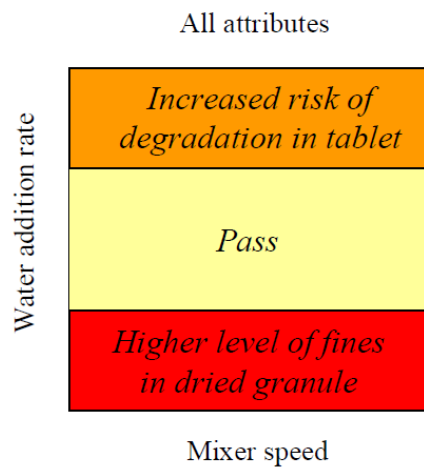 All attributes
Increased risk of
degradation in tablet
Water addition rate
Pass
Higher level of fines
in dried granule
Mixer speed